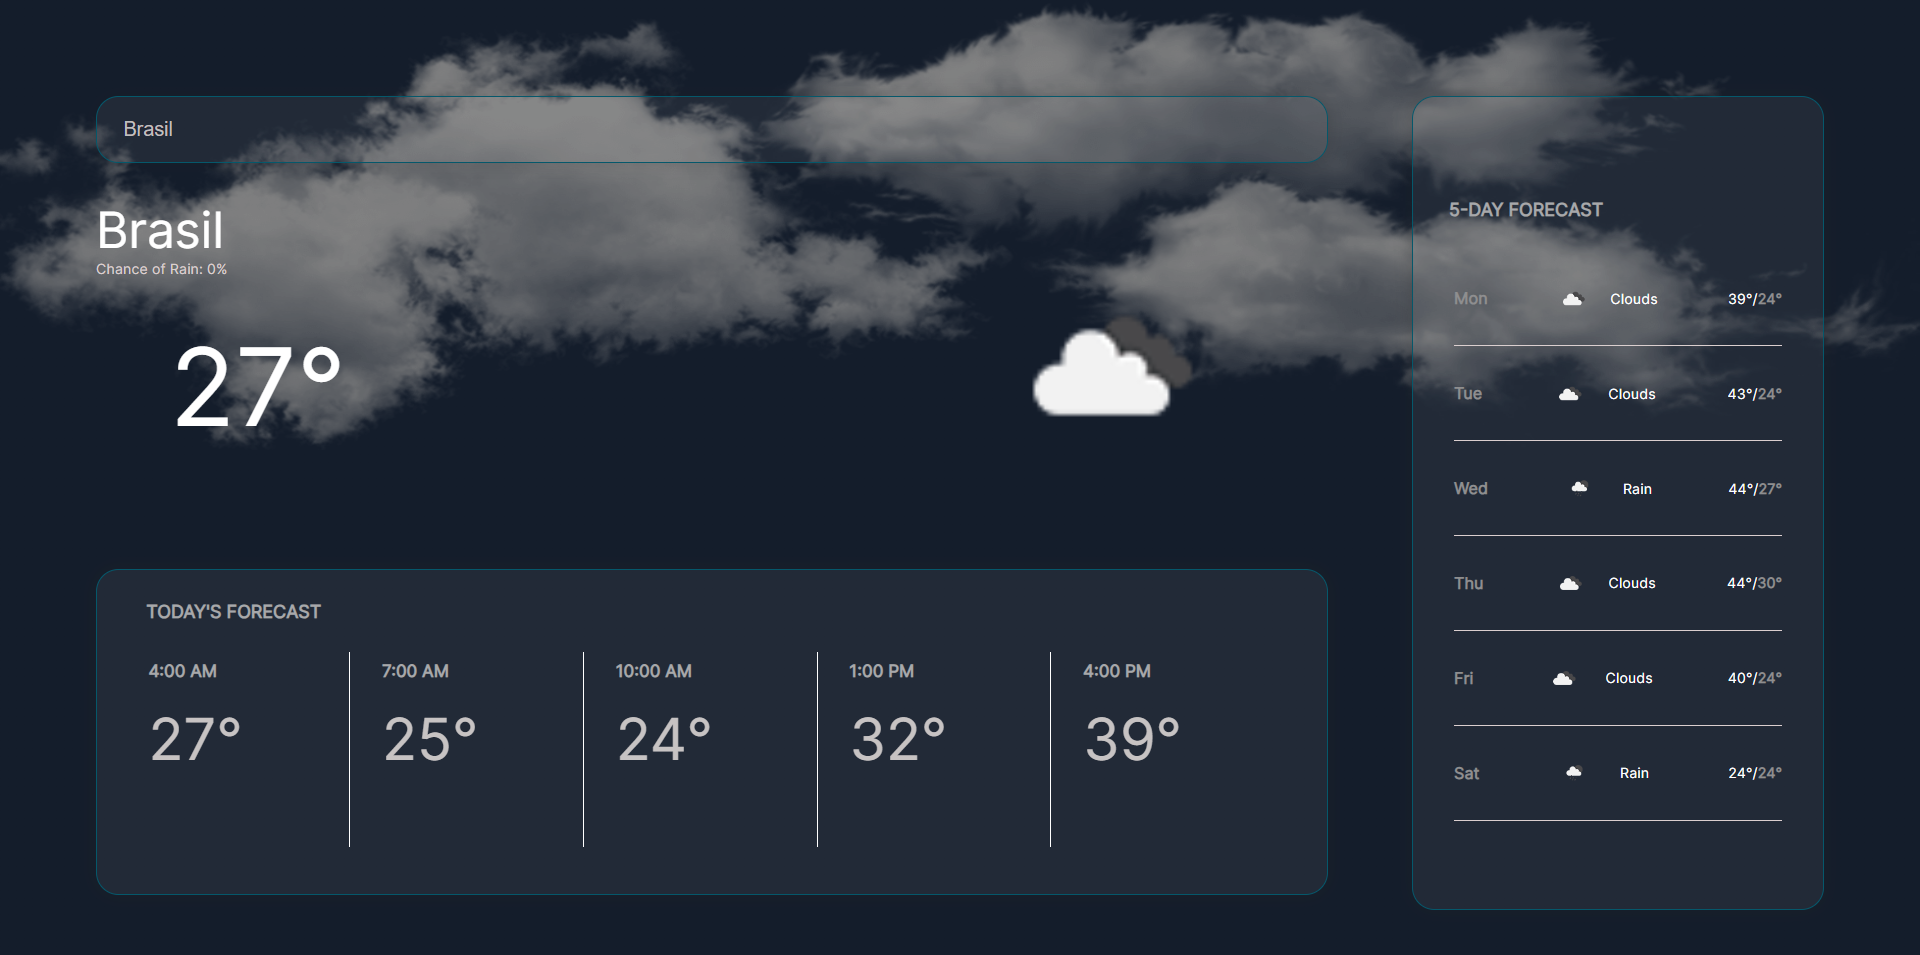 Brasil
Brasil
Chance of Rain: 0%
27°
TODAY'S FORECAST
4:00 AM 7:00 AM 10:00 AM 1:00 PM 4:00 PM
27° 25° 24° 32° 39°
5-DAY FORECAST
Mon Clouds 39°/24°
Tue Clouds 43°/24°
Wed Rain 44°/27°
Thu Clouds 44°/30°
Fri Clouds 40°/24°
Sat Rain 24°/24°